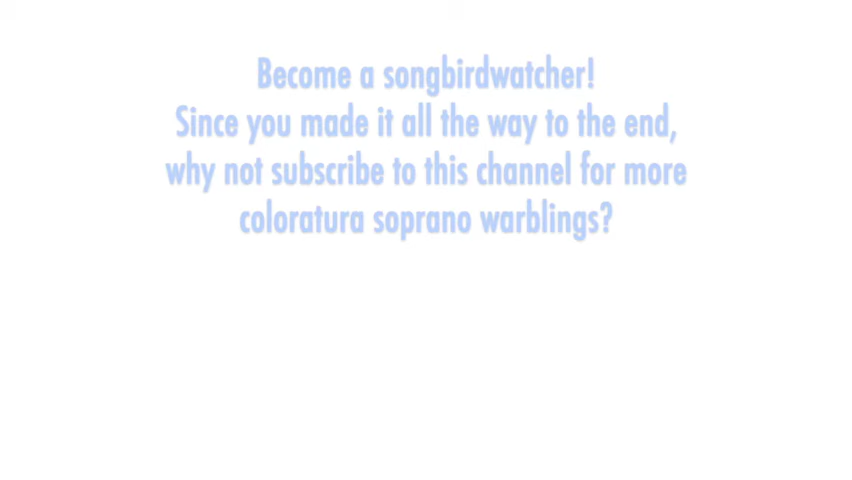 Become a songbirdwatcher!
Since you made it all the way to the end,
why not subscribe to this channel for more
coloratura soprano warblings?